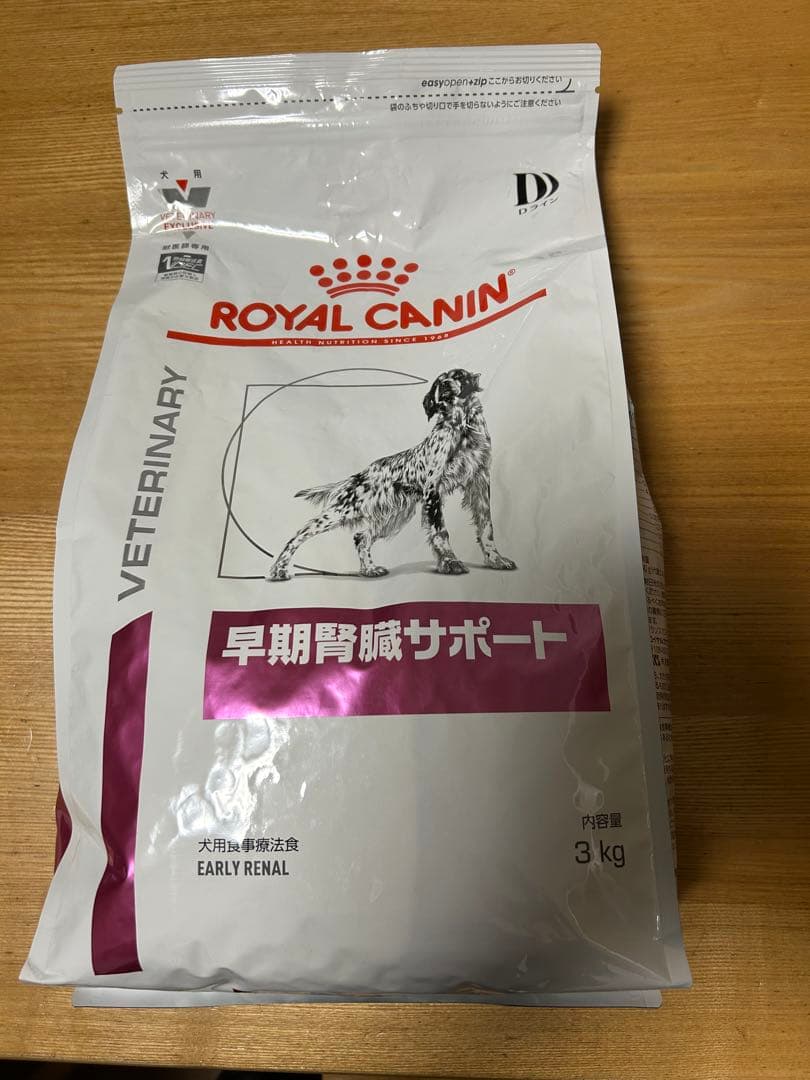 easyopen+zip ここからお切りください
袋のふちや切り口で手を切らないようにご注意ください
犬 用
VETERINARY
EXCLUSIVE
獣医師専用
D
Dライン
ROYAL CANIN®
HEALTH NUTRITION SINCE 1968
VETERINARY
早期腎臓サポート
犬用食事療法食
EARLY RENAL
内容量
3 kg